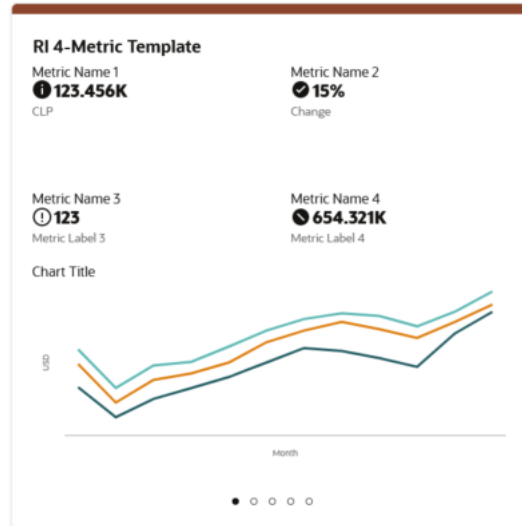 RI 4-Metric Template
Metric Name 1
123.456K
CLP
Metric Name 2
15%
Change
Metric Name 3
123
Metric Label 3
Metric Name 4
654.321K
Metric Label 4
Chart Title
USD
Month